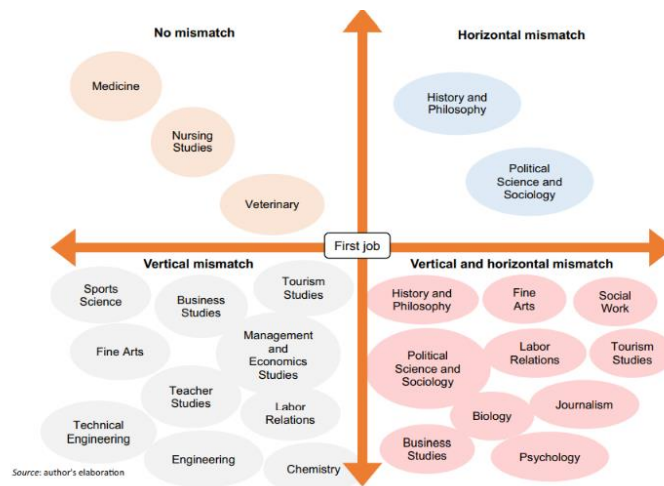 No mismatch
Horizontal mismatch
Medicine
History and
Philosophy
Nursing
Studies
Political
Science and
Sociology
Veterinary
First job
Vertical mismatch
Vertical and horizontal mismatch
Sports
Science
Business
Studies
Tourism
Studies
Fine Arts
Management
and
Economics
Studies
Teacher
Studies
Labor
Relations
Technical
Engineering
Engineering
Chemistry
History and
Philosophy
Fine
Arts
Social
Work
Political
Science and
Sociology
Labor
Relations
Tourism
Studies
Biology
Journalism
Business
Studies
Psychology
Source: author's elaboration